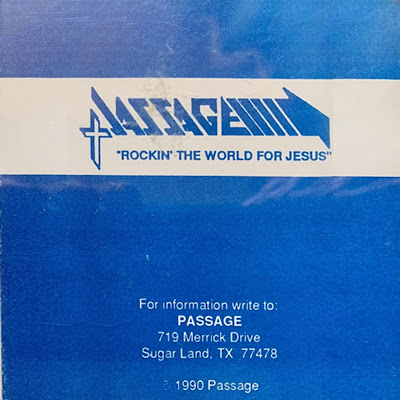 PASSAGE
"ROCKIN' THE WORLD FOR JESUS"
For information write to:
PASSAGE
719 Merrick Drive
Sugar Land, TX 77478
© 1990 Passage